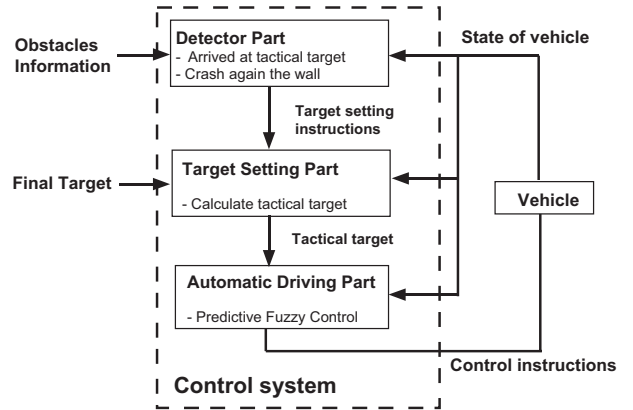 Obstacles
Information
Detector Part
- Arrived at tactical target
- Crash again the wall
State of vehicle
Target setting
instructions
Final Target
Target Setting Part
- Calculate tactical target
Vehicle
Tactical target
Automatic Driving Part
- Predictive Fuzzy Control
Control instructions
Control system